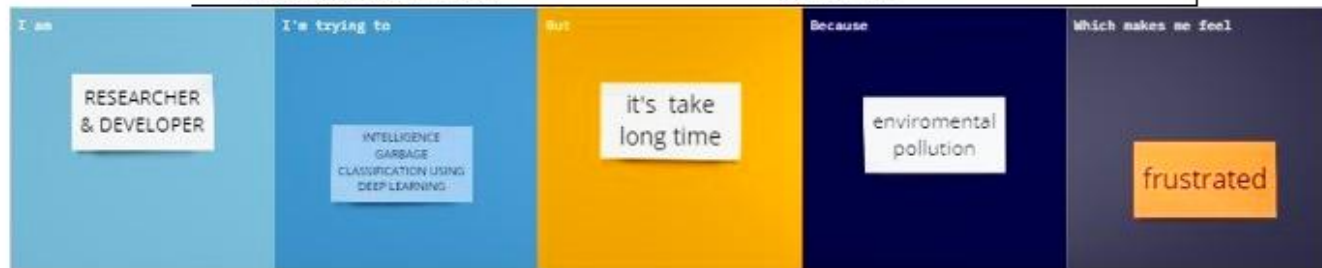 I am
RESEARCHER
& DEVELOPER
I'm trying to
INTELLIGENCE
GARBAGE
CLASSIFICATION USING
DEEP LEARNING
But
it's take
long time
Because
enviromental
pollution
Which makes me feel
frustrated